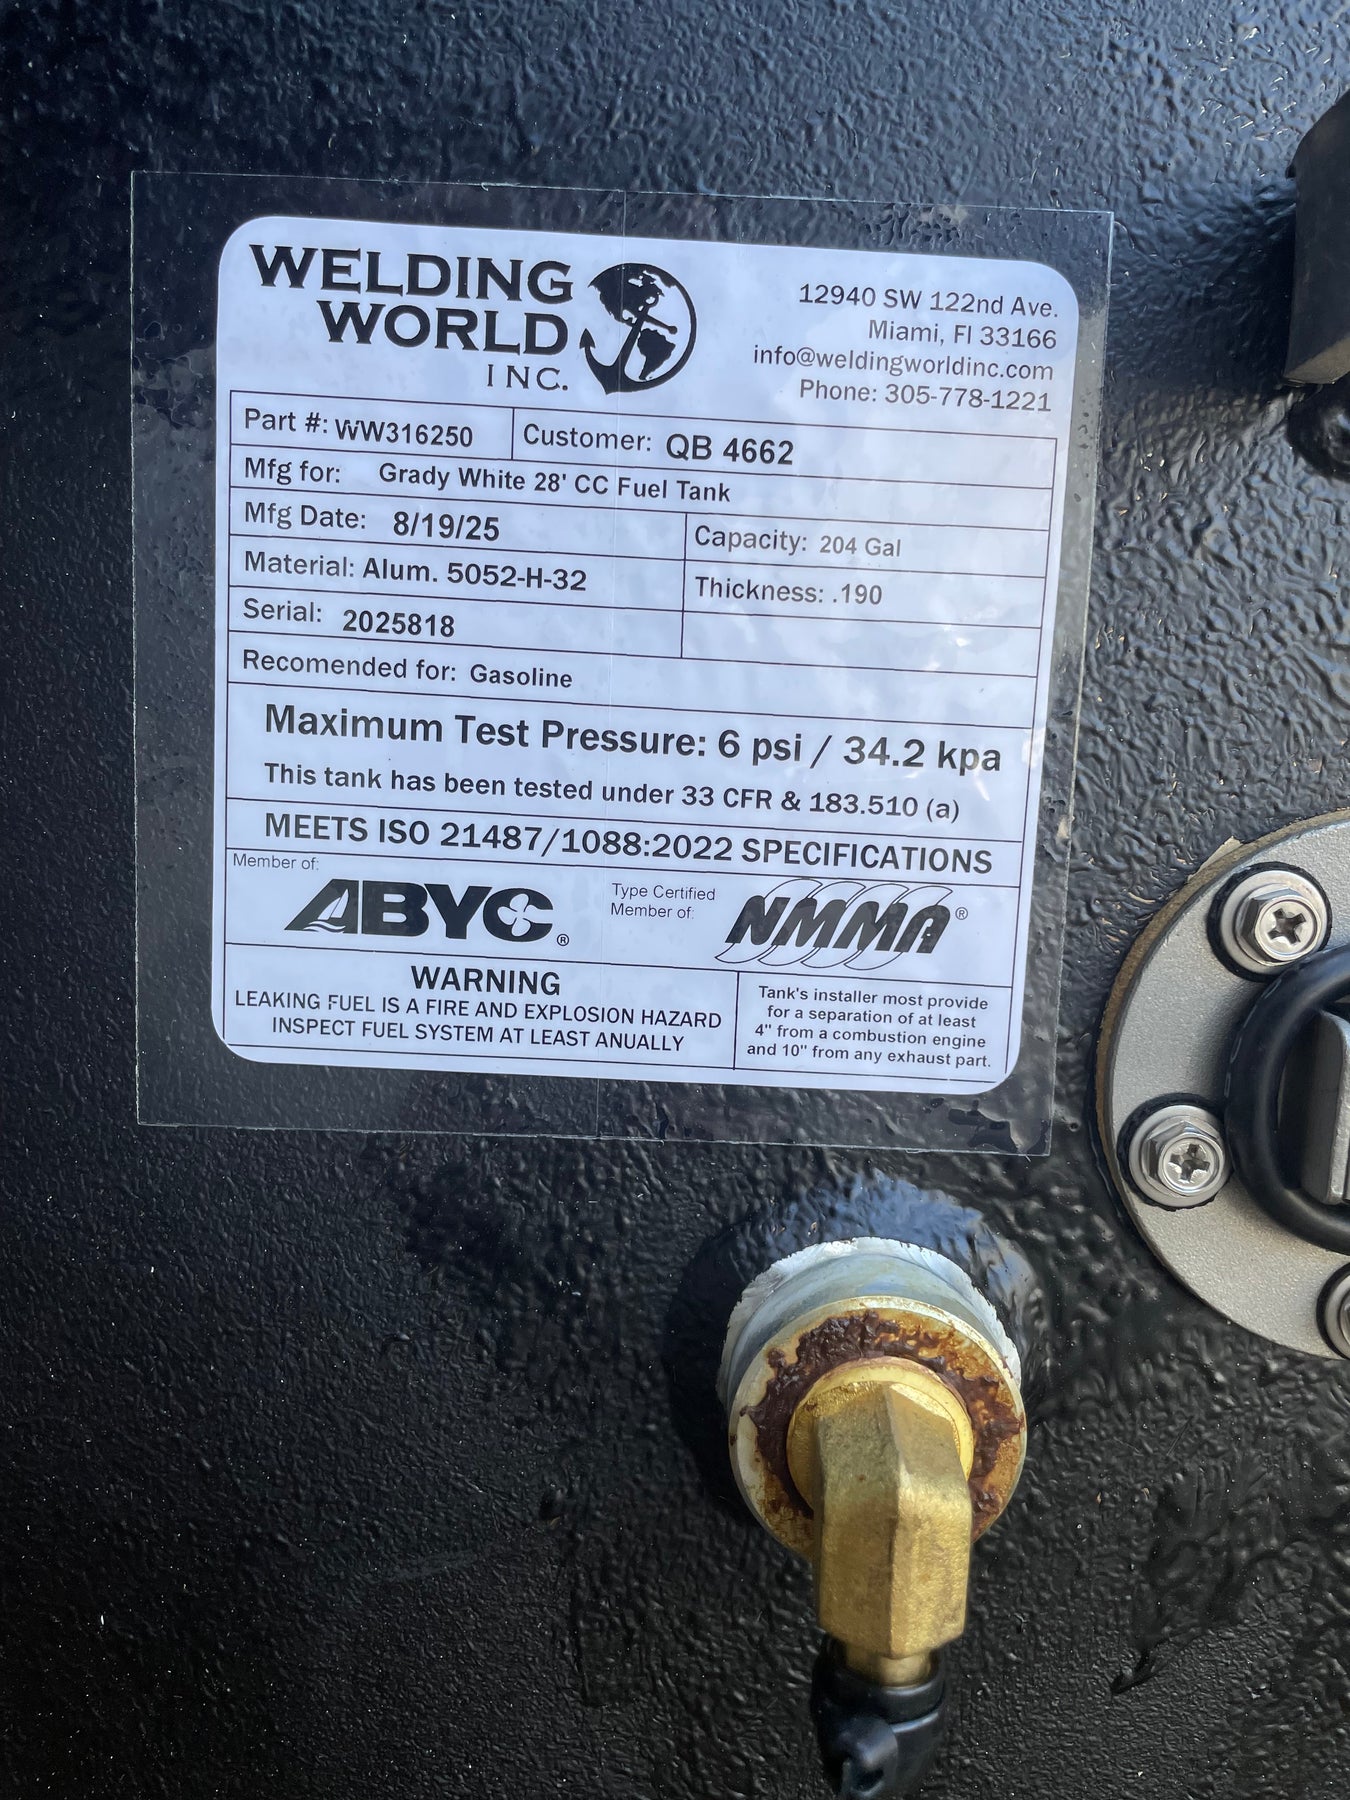 WELDING
WORLD
INC.
12940 SW 122nd Ave.
Miami, Fl 33166
info@weldingworldinc.com
Phone: 305-778-1221
Part #: WW316250 Customer: QB 4662
Mfg for: Grady White 28' CC Fuel Tank
Mfg Date: 8/19/25 Capacity: 204 Gal
Material: Alum. 5052-H-32 Thickness: .190
Serial: 2025818
Recomended for: Gasoline
Maximum Test Pressure: 6 psi / 34.2 kpa
This tank has been tested under 33 CFR & 183.510 (a)
MEETS ISO 21487/1088:2022 SPECIFICATIONS
Member of:
ABYC®
Type Certified
Member of:
NMMA®
WARNING
LEAKING FUEL IS A FIRE AND EXPLOSION HAZARD
INSPECT FUEL SYSTEM AT LEAST ANUALLY
Tank's installer most provide
for a separation of at least
4" from a combustion engine
and 10" from any exhaust part.